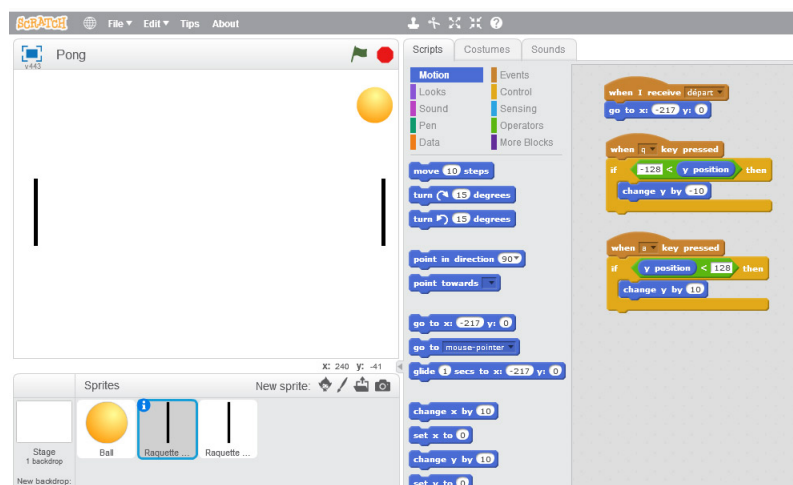 SCRATCH File Edit Tips About
Pong
v443
Scripts Costumes Sounds
Motion Events
Looks Control
Sound Sensing
Pen Operators
Data More Blocks
move 10 steps
turn 15 degrees
turn 15 degrees
point in direction 90
point towards
go to x: -217 y: 0
go to mouse-pointer
glide 1 secs to x: -217 y: 0
change x by 10
set x to 0
change y by 10
set y to 0
when I receive départ
go to x: -217 y: 0
when q key pressed
if -128 < y position then
change y by -10
when a key pressed
if y position < 128 then
change y by 10
x: 240 y: -41
Sprites New sprite:
Stage
1 backdrop
New backdrop:
Ball
Raquette ...
Raquette ...